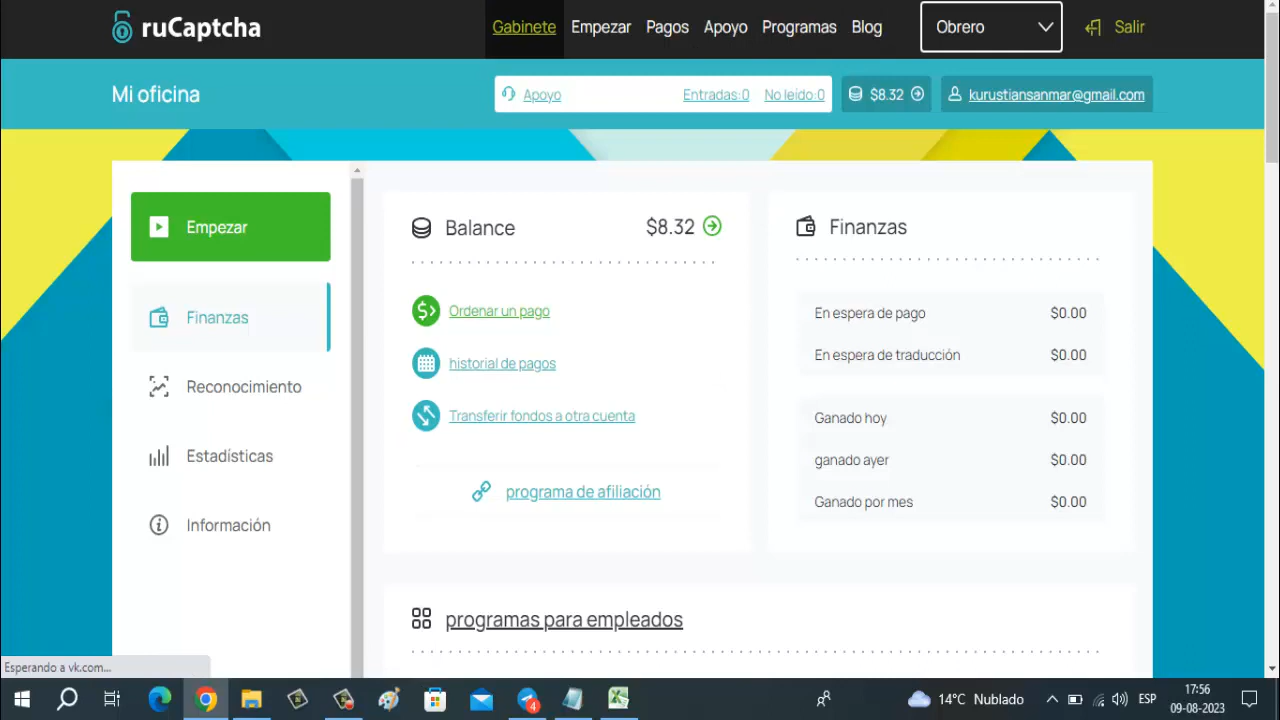 ruCaptcha
Gabinete Empezar Pagos Apoyo Programas Blog Obrero Salir
Mi oficina
Apoyo Entradas:0 No leído:0 $8.32 kurustiansanmar@gmail.com
Empezar
Finanzas
Reconocimiento
Estadísticas
Información
Balance $8.32
Ordenar un pago
historial de pagos
Transferir fondos a otra cuenta
programa de afiliación
Finanzas
En espera de pago $0.00
En espera de traducción $0.00
Ganado hoy $0.00
ganado ayer $0.00
Ganado por mes $0.00
programas para empleados
Esperando a vk.com...
4
14°C Nublado
ESP
17:56
09-08-2023